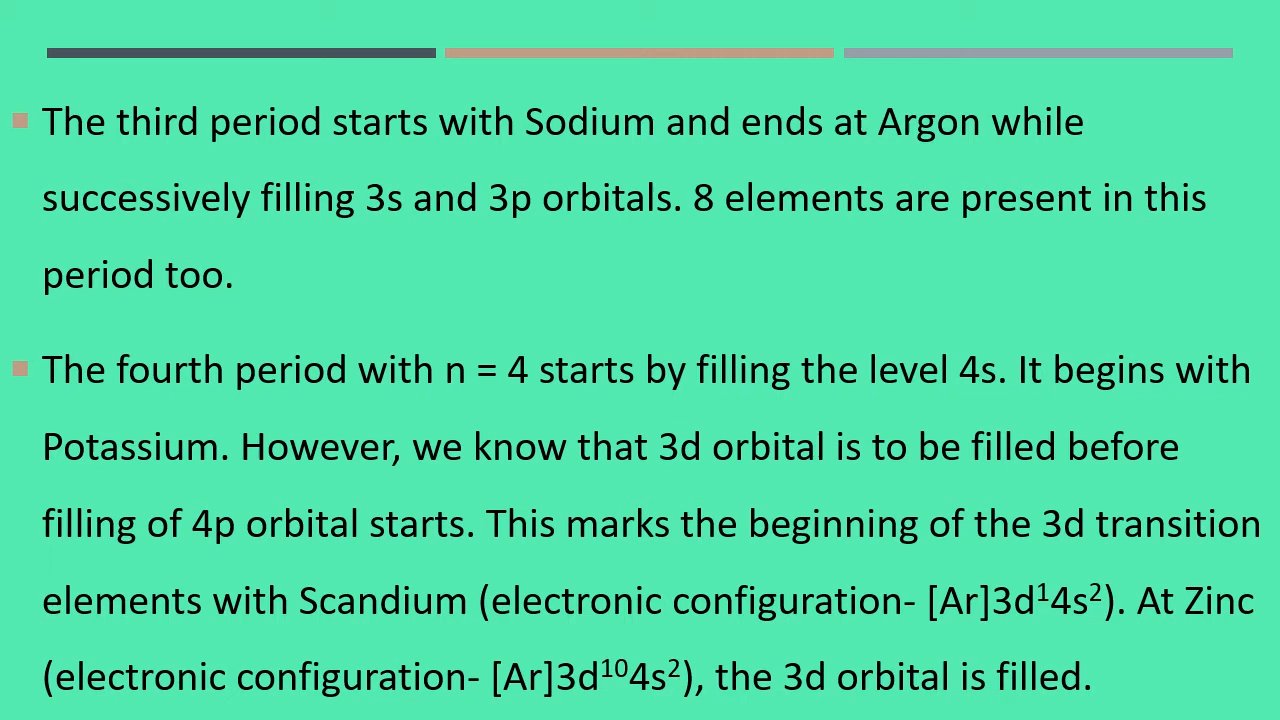 The third period starts with Sodium and ends at Argon while
successively filling 3s and 3p orbitals. 8 elements are present in this
period too.
The fourth period with n = 4 starts by filling the level 4s. It begins with
Potassium. However, we know that 3d orbital is to be filled before
filling of 4p orbital starts. This marks the beginning of the 3d transition
elements with Scandium (electronic configuration- [Ar]3d¹4s²). At Zinc
(electronic configuration- [Ar]3d¹⁰4s²), the 3d orbital is filled.